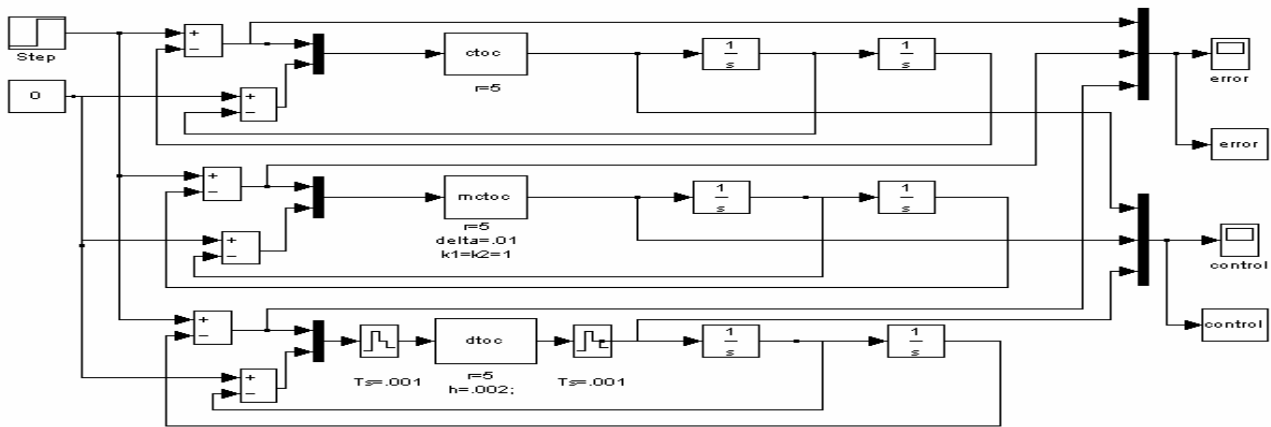 Step
0
+
−
+
−
ctoc
r=5
1
s
1
s
error
error
+
−
+
−
mctoc
r=5
delta=.01
k1=k2=1
1
s
1
s
control
control
+
−
+
−
Ts=.001
dtoc
r=5
h=.002;
Ts=.001
1
s
1
s